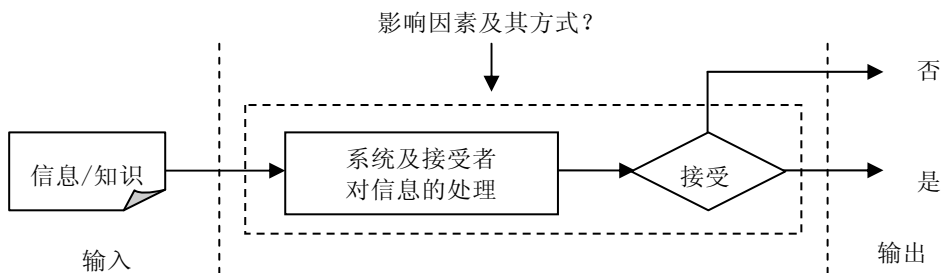 影响因素及其方式？
否
信息/知识
系统及接受者
对信息的处理
接受
是
输入
输出